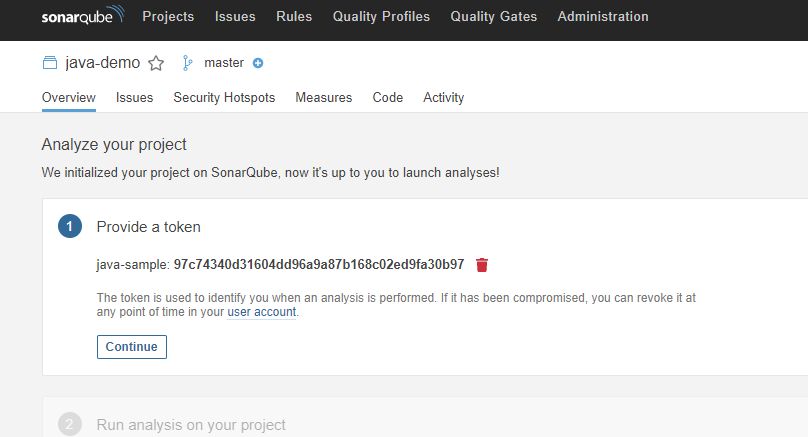 sonarqube Projects Issues Rules Quality Profiles Quality Gates Administration
java-demo master
Overview Issues Security Hotspots Measures Code Activity
Analyze your project
We initialized your project on SonarQube, now it's up to you to launch analyses!
1 Provide a token
java-sample: 97c74340d31604dd96a9a87b168c02ed9fa30b97
The token is used to identify you when an analysis is performed. If it has been compromised, you can revoke it at
any point of time in your user account.
Continue
2 Run analysis on your project